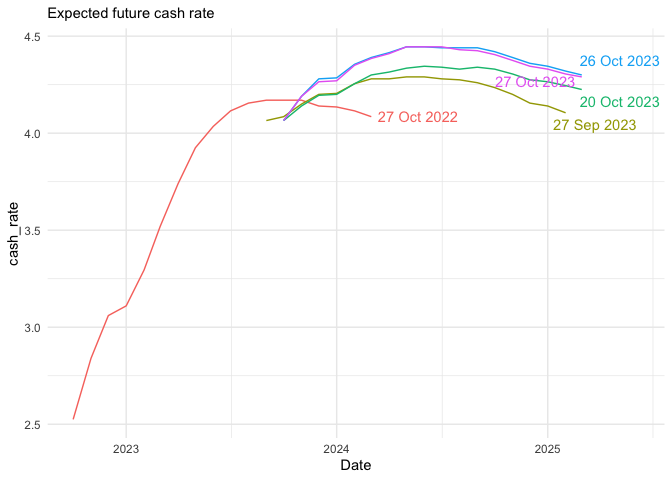 Expected future cash rate
4.5
26 Oct 2023
27 Oct 2023
20 Oct 2023
27 Oct 2022
27 Sep 2023
4.0
3.5
cash_rate
3.0
2.5
2023
2024
2025
Date